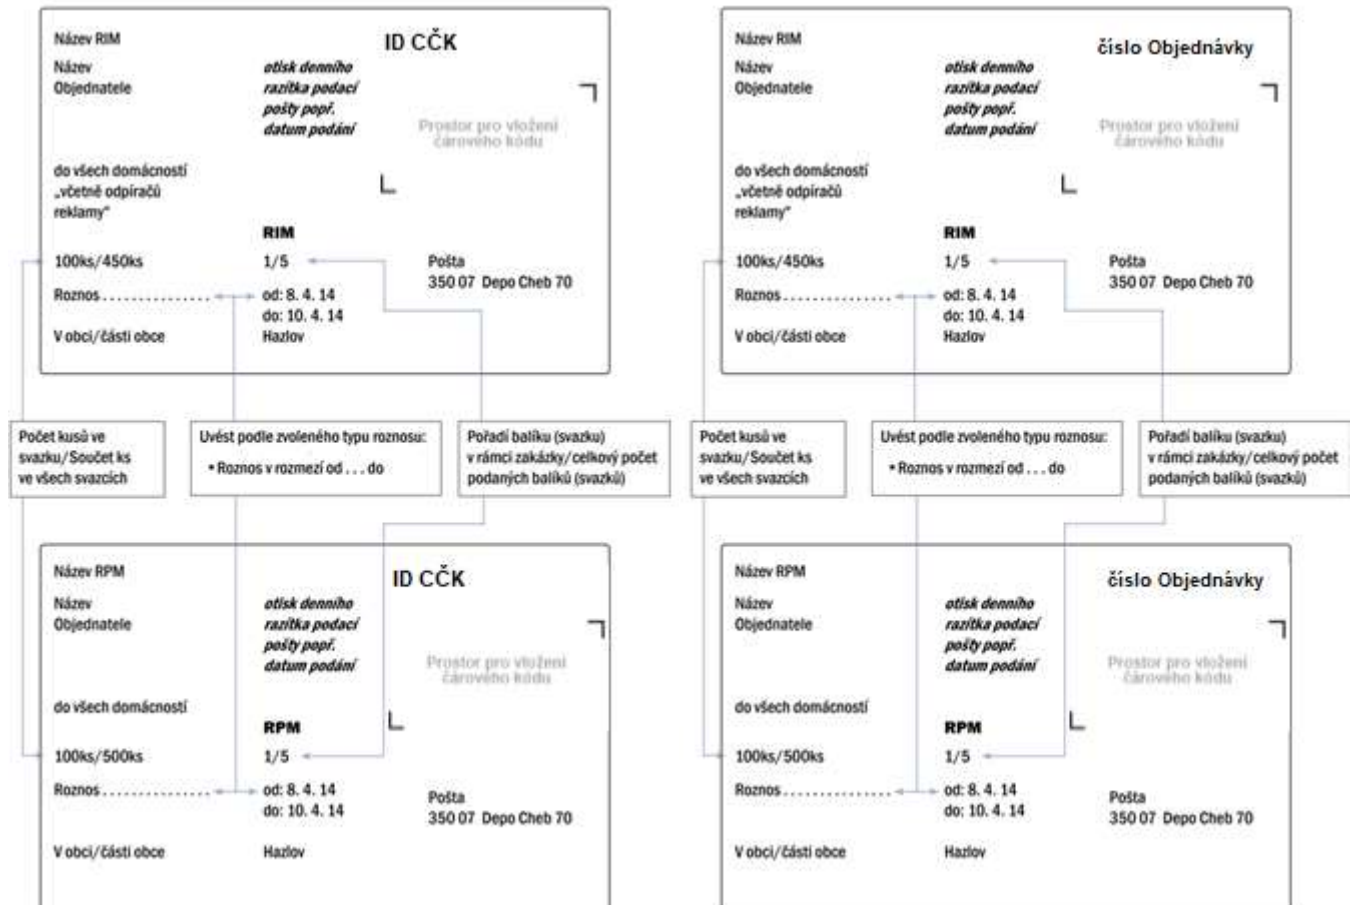 Název RIM
ID CČK
Název
Objednatele
otisk denního
razítka podací
pošty popř.
datum podání
Prostor pro vložení
čárového kódu
do všech domácností
„včetně odpíračů
reklamy“
RIM
100ks/450ks
1/5
Pošta
350 07 Depo Cheb 70
Roznos . . . . . . . . . . . . . . . .
od: 8. 4. 14
do: 10. 4. 14
V obci/části obce
Hazlov
Název RIM
číslo Objednávky
Název
Objednatele
otisk denního
razítka podací
pošty popř.
datum podání
Prostor pro vložení
čárového kódu
do všech domácností
„včetně odpíračů
reklamy“
RIM
100ks/450ks
1/5
Pošta
350 07 Depo Cheb 70
Roznos . . . . . . . . . . . . . . . .
od: 8. 4. 14
do: 10. 4. 14
V obci/části obce
Hazlov
Počet kusů ve
svazku/Součet ks
ve všech svazcích
Uvést podle zvoleného typu roznosu:
• Roznos v rozmezí od . . . do
Pořadí balíku (svazku)
v rámci zakázky/celkový počet
podaných balíků (svazků)
Počet kusů ve
svazku/Součet ks
ve všech svazcích
Uvést podle zvoleného typu roznosu:
• Roznos v rozmezí od . . . do
Pořadí balíku (svazku)
v rámci zakázky/celkový počet
podaných balíků (svazků)
Název RPM
ID CČK
Název
Objednatele
otisk denního
razítka podací
pošty popř.
datum podání
Prostor pro vložení
čárového kódu
do všech domácností
RPM
100ks/500ks
1/5
Roznos . . . . . . . . . . . . . . . .
od: 8. 4. 14
do: 10. 4. 14
Pošta
350 07 Depo Cheb 70
V obci/části obce
Hazlov
Název RPM
číslo Objednávky
Název
Objednatele
otisk denního
razítka podací
pošty popř.
datum podání
Prostor pro vložení
čárového kódu
do všech domácností
RPM
100ks/500ks
1/5
Roznos . . . . . . . . . . . . . . . .
od: 8. 4. 14
do: 10. 4. 14
Pošta
350 07 Depo Cheb 70
V obci/části obce
Hazlov